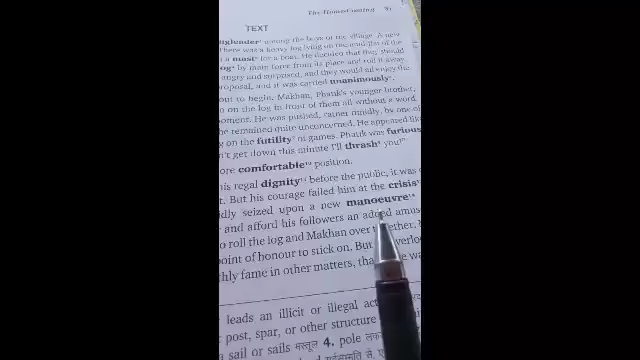 The Home-Coming 91
TEXT
ringleader among the boys of the village. A new
There was a heavy log lying on the mud-flat of the
a mast for a boat. He decided that they should
log by main force from its place and roll it away.
angry and surprised, and they would all enjoy the
proposal, and it was carried unanimously.
out to begin, Makhan, Phatik's younger brother,
on the log in front of them all without a word.
moment. He was pushed, rather timidly, by one of
he remained quite unconcerned. He appeared like
on the futility of games. Phatik was furious
don't get down this minute I'll thrash you!"
more comfortable position.
his regal dignity before the public, it was
But his courage failed him at the crisis
seized upon a new manoeuvre
and afford his followers an added amus
to roll the log and Makhan over together.
point of honour to stick on. But
fame in other matters, tha
leads an illicit or illegal ac
post, spar, or other structure
sail or sails मस्तूल 4. pole